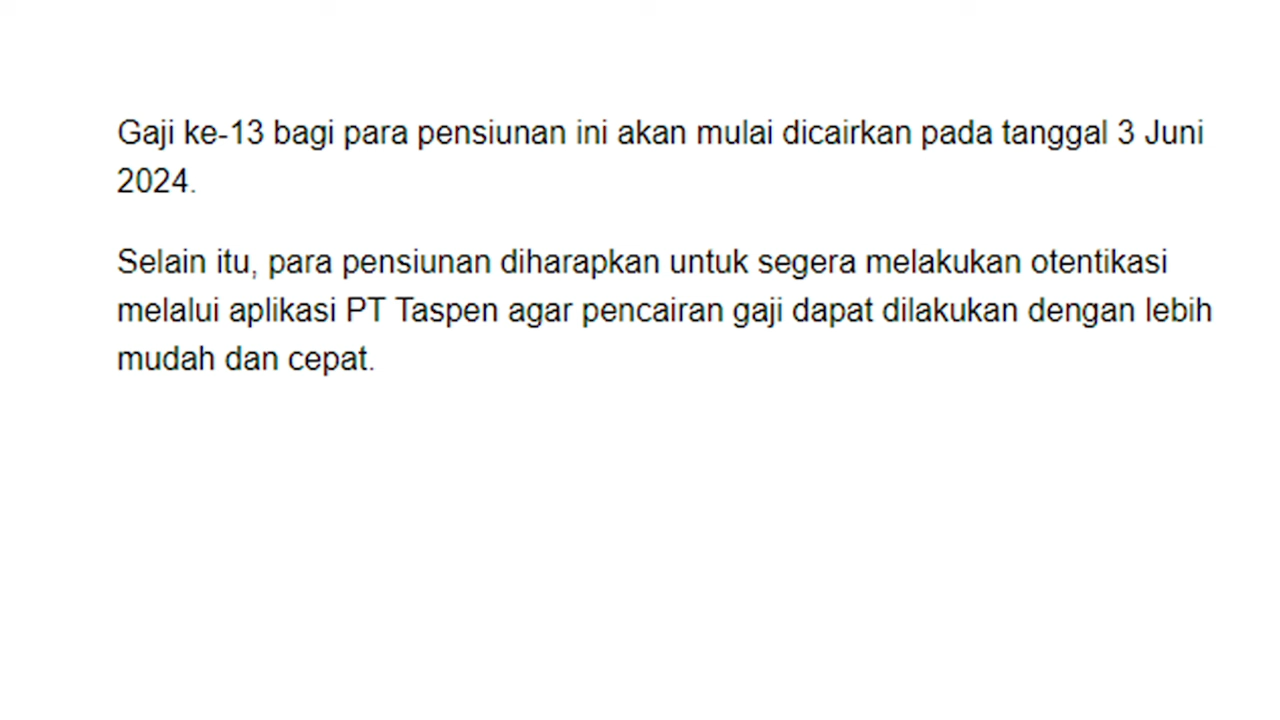 Gaji ke-13 bagi para pensiunan ini akan mulai dicairkan pada tanggal 3 Juni
2024.
Selain itu, para pensiunan diharapkan untuk segera melakukan otentikasi
melalui aplikasi PT Taspen agar pencairan gaji dapat dilakukan dengan lebih
mudah dan cepat.